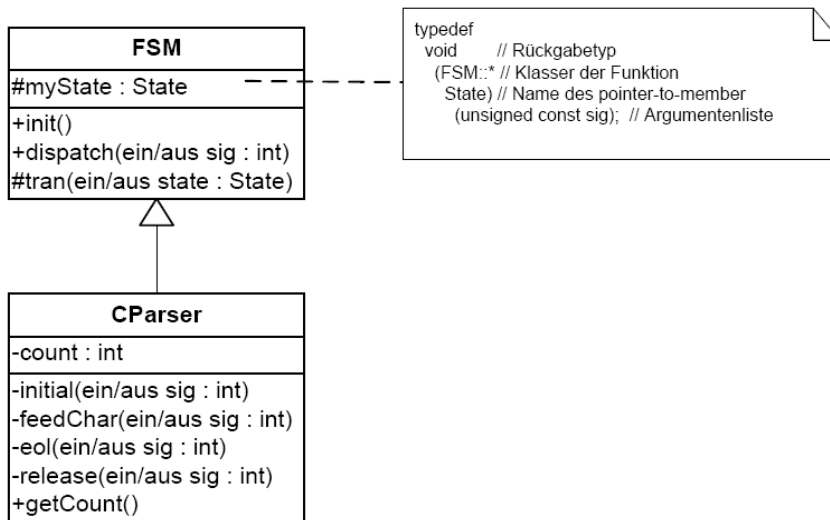 FSM
#myState : State
+init()
+dispatch(ein/aus sig : int)
#tran(ein/aus state : State)
typedef
void // Rückgabetyp
(FSM::* // Klasser der Funktion
State) // Name des pointer-to-member
(unsigned const sig); // Argumentenliste
CParser
-count : int
-initial(ein/aus sig : int)
-feedChar(ein/aus sig : int)
-eol(ein/aus sig : int)
-release(ein/aus sig : int)
+getCount()